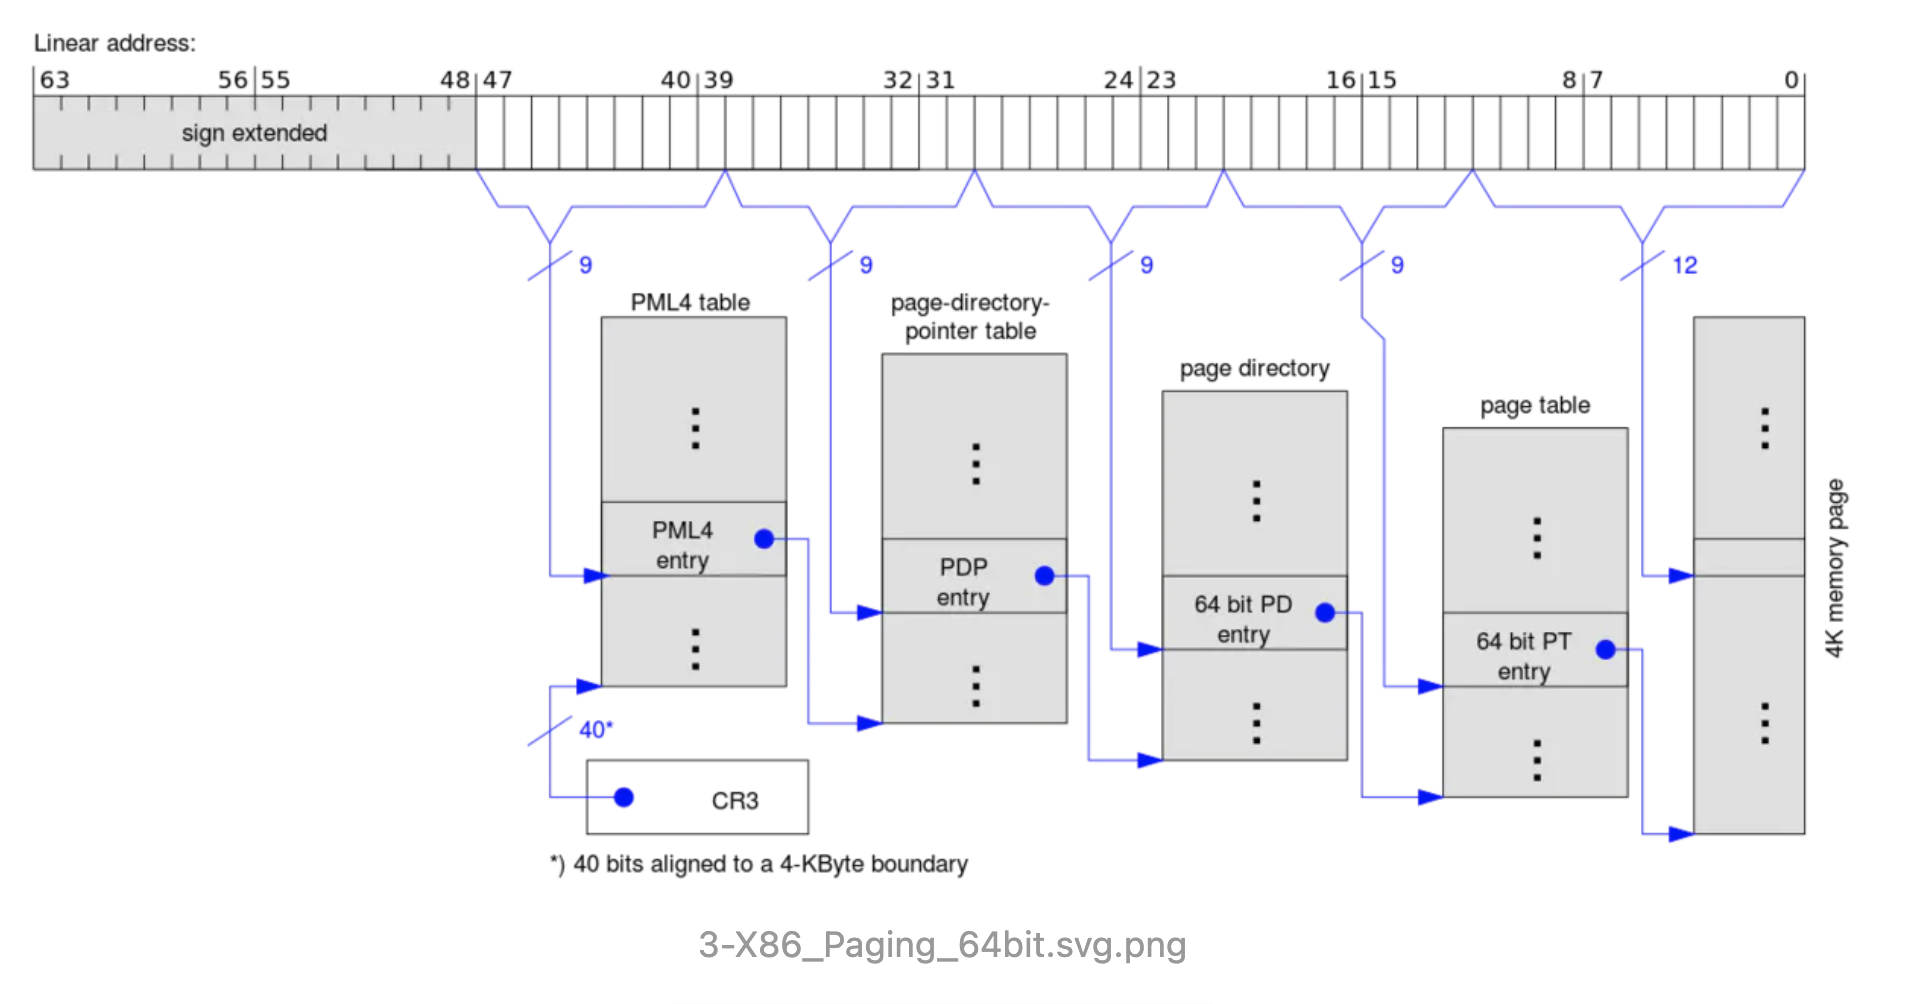 Linear address:
63 56 55 48 47 40 39 32 31 24 23 16 15 8 7 0
sign extended
9 9 9 9 12
PML4 table
page-directory-
pointer table
page directory
page table
PML4
entry
PDP
entry
64 bit PD
entry
64 bit PT
entry
4K memory page
40*
CR3
*) 40 bits aligned to a 4-KByte boundary
3-X86_Paging_64bit.svg.png